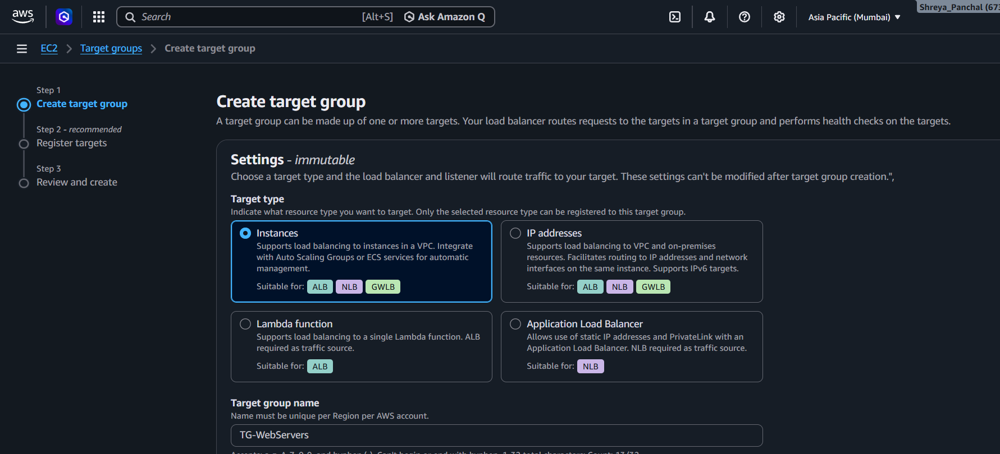 aws
Search
[Alt+S]
Ask Amazon Q
Asia Pacific (Mumbai)
Shreya_Panchal (673
EC2
Target groups
Create target group
Step 1
Create target group
Step 2 - recommended
Register targets
Step 3
Review and create
Create target group
A target group can be made up of one or more targets. Your load balancer routes requests to the targets in a target group and performs health checks on the targets.
Settings - immutable
Choose a target type and the load balancer and listener will route traffic to your target. These settings can't be modified after target group creation.",
Target type
Indicate what resource type you want to target. Only the selected resource type can be registered to this target group.
Instances
Supports load balancing to instances in a VPC. Integrate
with Auto Scaling Groups or ECS services for automatic
management.
Suitable for: ALB NLB GWLB
IP addresses
Supports load balancing to VPC and on-premises
resources. Facilitates routing to IP addresses and network
interfaces on the same instance. Supports IPv6 targets.
Suitable for: ALB NLB GWLB
Lambda function
Supports load balancing to a single Lambda function. ALB
required as traffic source.
Suitable for: ALB
Application Load Balancer
Allows use of static IP addresses and PrivateLink with an
Application Load Balancer. NLB required as traffic source.
Suitable for: NLB
Target group name
Name must be unique per Region per AWS account.
TG-WebServers